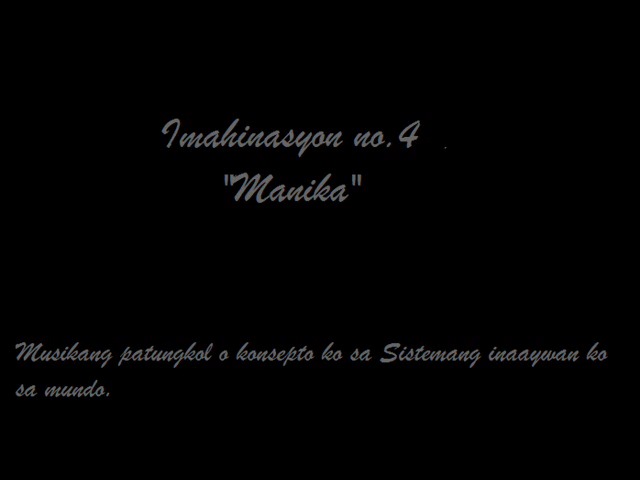 Imahinasyon no.4
"Manika"
Musikang patungkol o konsepto ko sa Sistemang inaaywan ko
sa mundo.